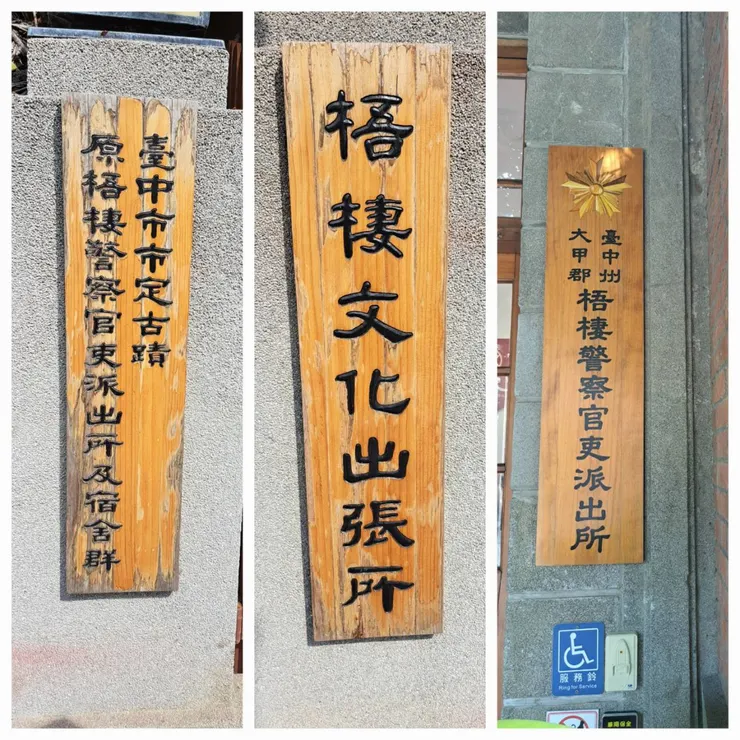 臺中市市定古蹟
原梧棲警察官吏派出所及宿舍群
梧棲文化出張所
臺中州
大甲郡
梧棲警察官吏派出所
服務鈴
Ring for Service